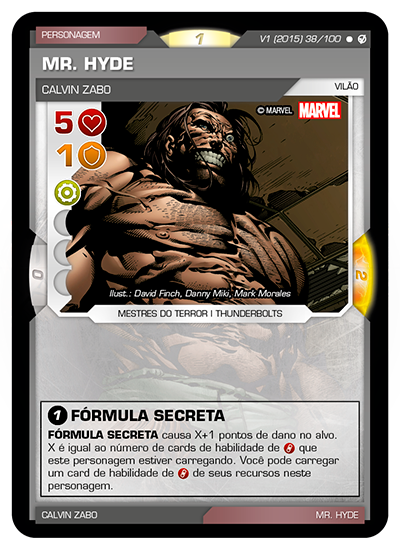 PERSONAGEM
1
V1 (2015) 38/100
MR. HYDE
CALVIN ZABO
VILÃO
5
© MARVEL MARVEL
1
0
2
Ilust.: David Finch, Danny Miki, Mark Morales
MESTRES DO TERROR | THUNDERBOLTS
1 FÓRMULA SECRETA
FÓRMULA SECRETA causa X+1 pontos de dano no alvo.
X é igual ao número de cards de habilidade de que
este personagem estiver carregando. Você pode carregar
um card de habilidade de de seus recursos neste
personagem.
CALVIN ZABO
MR. HYDE